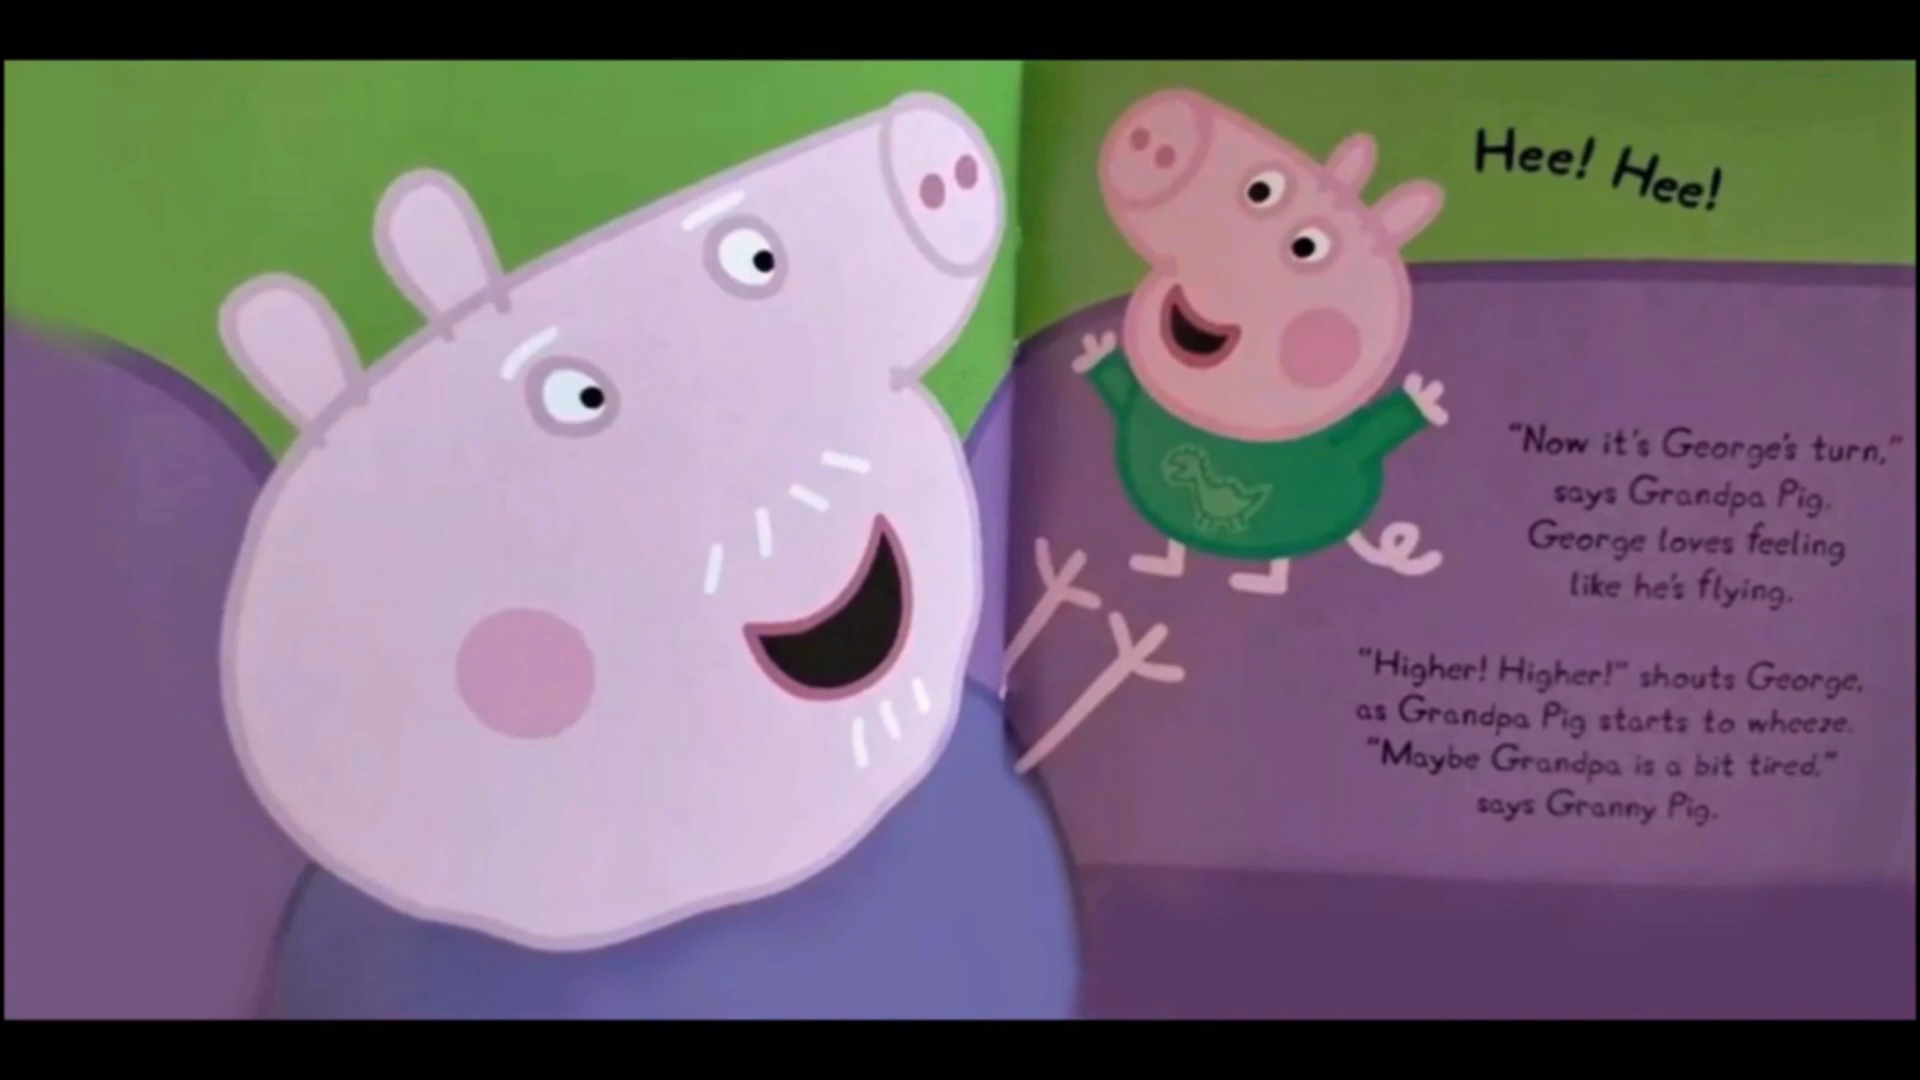 Hee! Hee!
"Now it's George's turn,"
says Grandpa Pig.
George loves feeling
like he's flying.
"Higher! Higher!" shouts George,
as Grandpa Pig starts to wheeze.
"Maybe Grandpa is a bit tired,"
says Granny Pig.